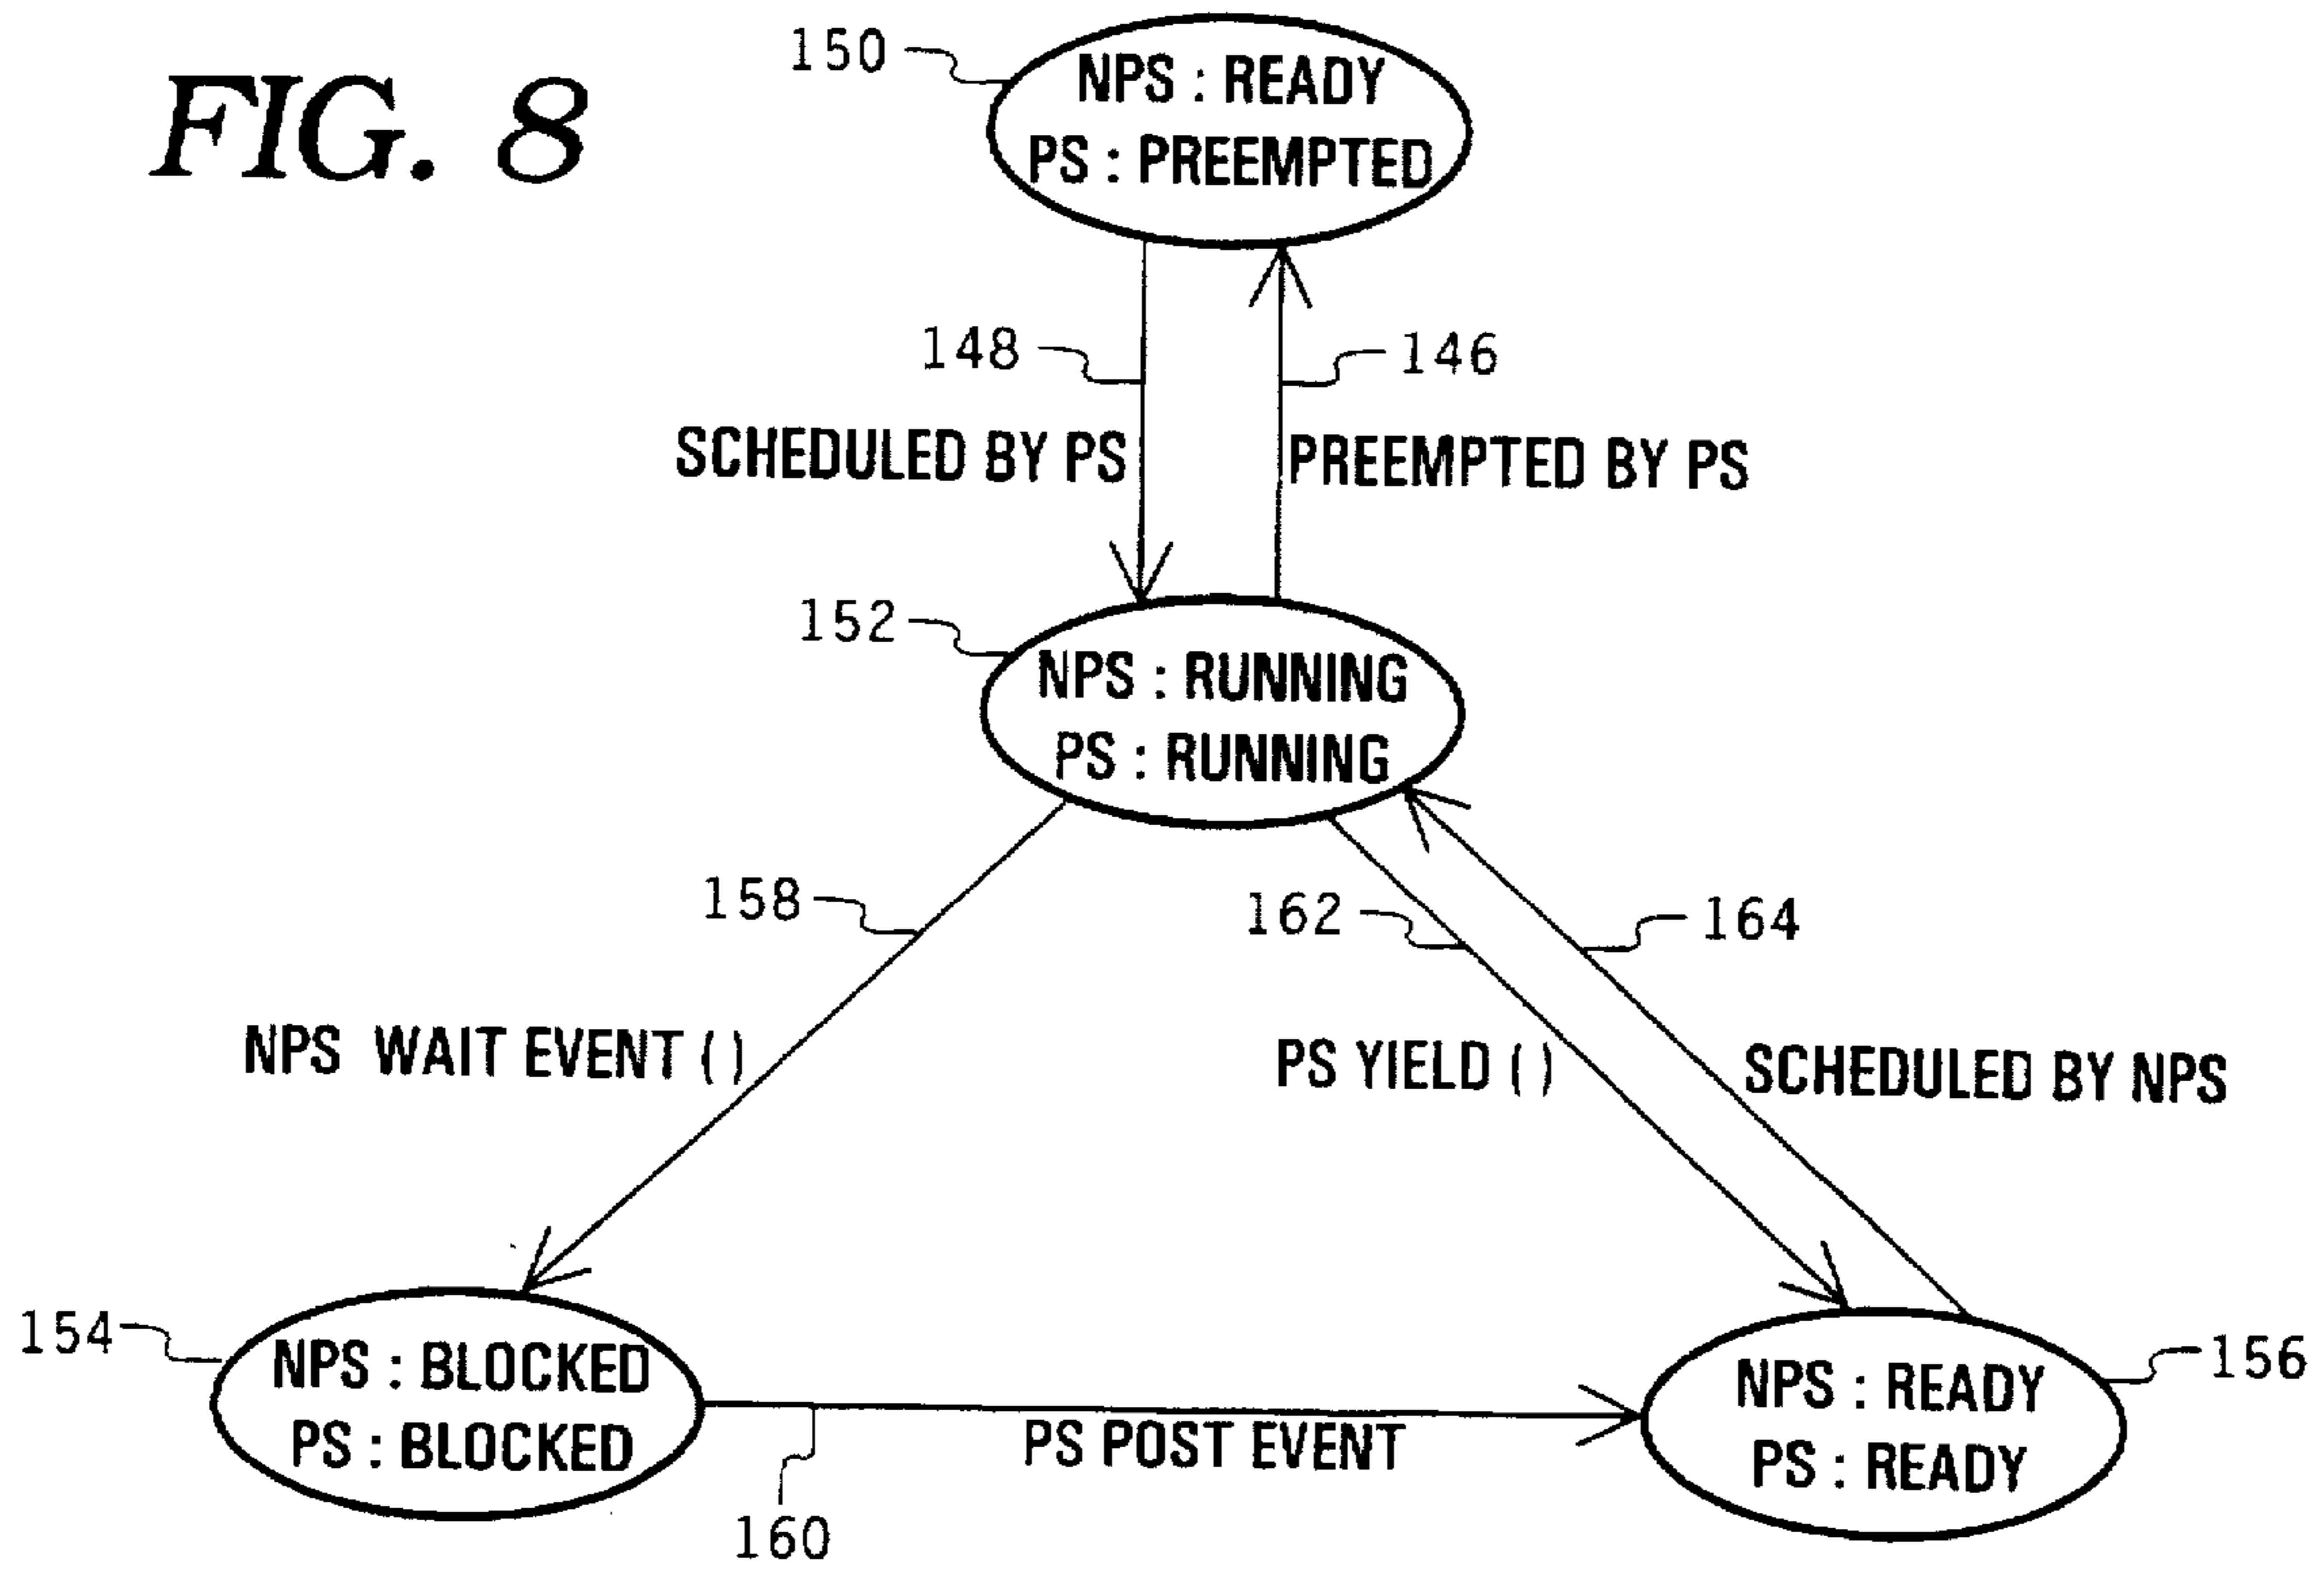 FIG. 8
150
NPS : READY
PS : PREEMPTED
148
146
SCHEDULED BY PS
PREEMPTED BY PS
152
NPS : RUNNING
PS : RUNNING
158
162
164
NPS WAIT EVENT ( )
PS YIELD ( )
SCHEDULED BY NPS
154
NPS : BLOCKED
PS : BLOCKED
156
NPS : READY
PS : READY
PS POST EVENT
160